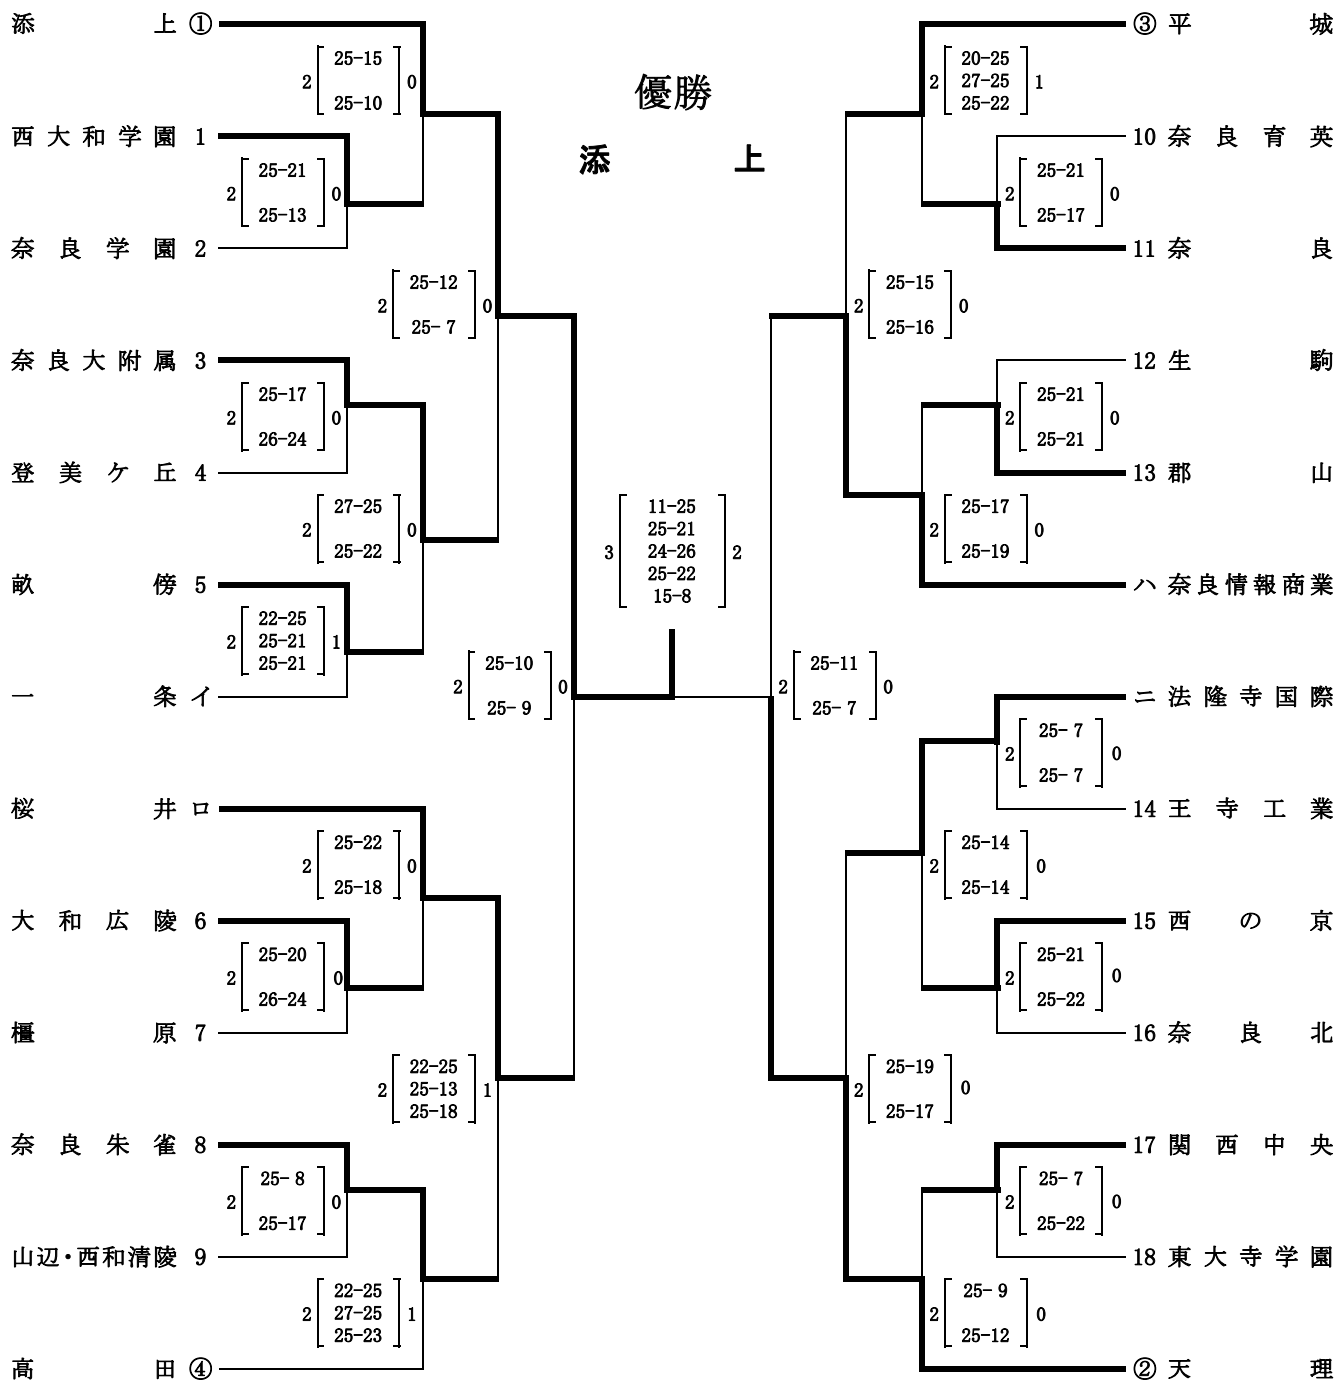 添上 ①
2 25-15 0
25-10
西大和学園 1
2 25-21 0
25-13
奈良学園 2
2 25-12 0
25- 7
奈良大附属 3
2 25-17 0
26-24
登美ケ丘 4
2 27-25 0
25-22
畝傍 5
2 22-25 1
25-21
25-21
一条 イ
2 25-10 0
25- 9
桜井 ロ
2 25-22 0
25-18
大和広陵 6
2 25-20 0
26-24
橿原 7
2 22-25 1
25-13
25-18
奈良朱雀 8
2 25- 8 0
25-17
山辺・西和清陵 9
2 22-25 1
27-25
25-23
高田 ④
優勝
添上
3 11-25 2
25-21
24-26
25-22
15-8
③ 平城
2 20-25 1
27-25
25-22
10 奈良育英
2 25-21 0
25-17
11 奈良
2 25-15 0
25-16
12 生駒
2 25-21 0
25-21
13 郡山
2 25-17 0
25-19
ハ 奈良情報商業
2 25-11 0
25- 7
ニ 法隆寺国際
2 25- 7 0
25- 7
14 王寺工業
2 25-14 0
25-14
15 西の京
2 25-21 0
25-22
16 奈良北
2 25-19 0
25-17
17 関西中央
2 25- 7 0
25-22
18 東大寺学園
2 25- 9 0
25-12
② 天理